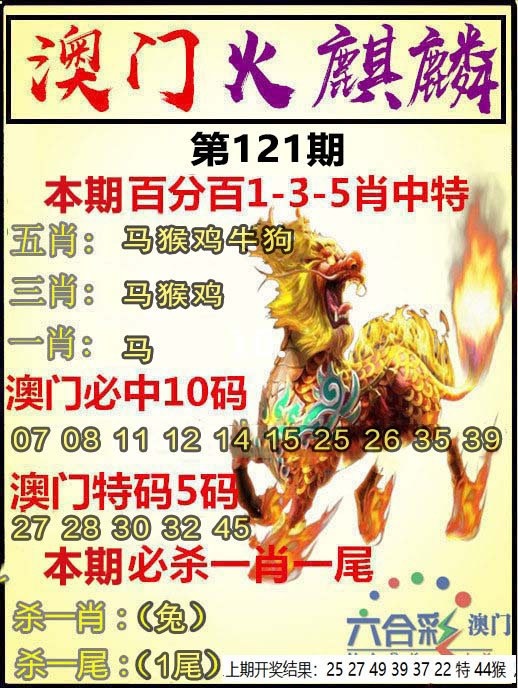 澳门火麒麟
第121期
本期百分百1-3-5肖中特
五肖：马猴鸡牛狗
三肖：马猴鸡
一肖：马
澳门必中10码
07 08 11 12 14 15 25 26 35 39
澳门特码5码
27 28 30 32 45
本期必杀一肖一尾
杀一肖：(兔)
六合彩 澳门
杀一尾：(1尾)
上期开奖结果：25 27 49 39 37 22 特 44猴